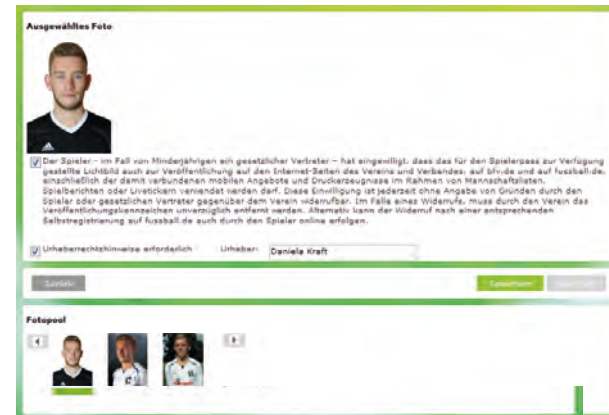 Ausgewähltes Foto
Der Spieler - im Fall von Minderjährigen ein gesetzlicher Vertreter - hat eingewilligt, dass das für den Spielerpass zur Verfügung
gestellte Lichtbild auch zur Veröffentlichung auf den Internet-Seiten des Vereins und Verbandes, auf bfv.de und auf fussball.de,
einschließlich der damit verbundenen mobilen Angebote und Druckerzeugnisse im Rahmen von Mannschaftslisten,
Spielberichten oder Livetickern verwendet werden darf. Diese Einwilligung ist jederzeit ohne Angabe von Gründen durch den
Spieler oder gesetzlichen Vertreter gegenüber dem Verein widerrufbar. Im Falle eines Widerrufs, muss durch den Verein das
Veröffentlichungskennzeichen unverzüglich entfernt werden. Alternativ kann der Widerruf nach einer entsprechenden
Selbstregistrierung auf fussball.de auch durch den Spieler online erfolgen.
Urheberrechtshinweise erforderlich Urheber: Daniela Kraft
Zurück Speichern
Fotopool